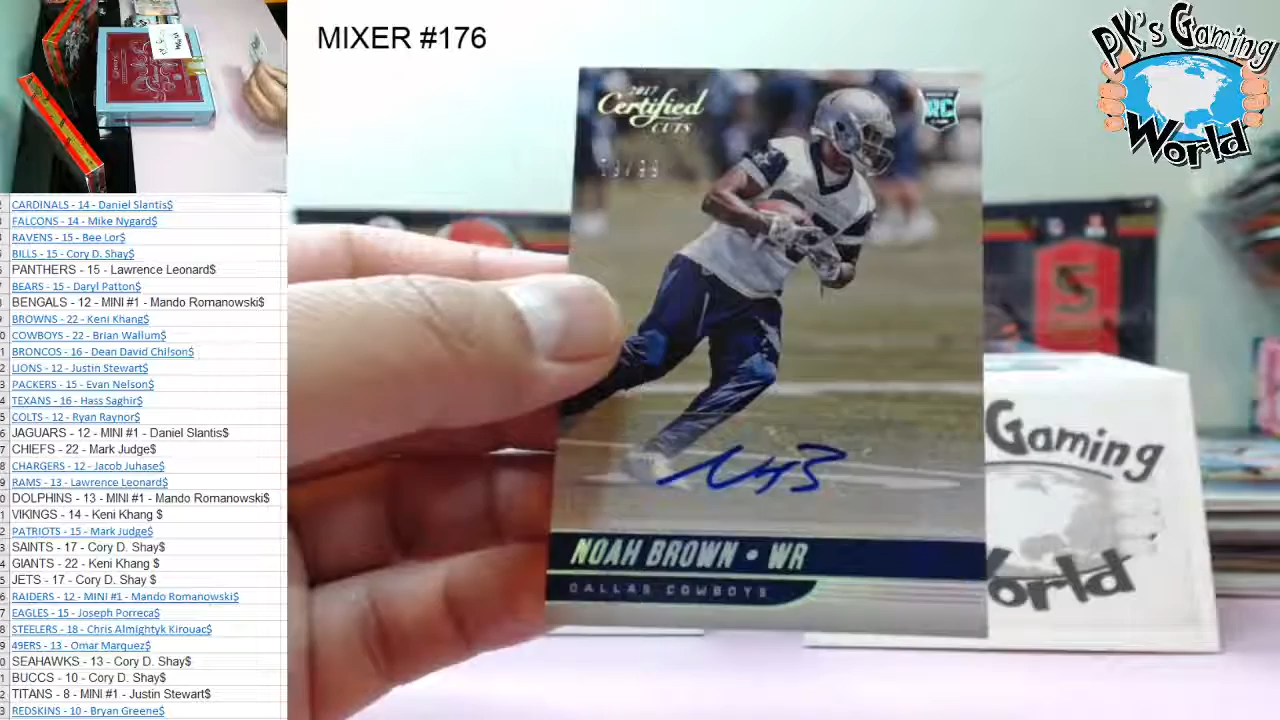 MIXER #176
PK's Gaming
World
2017
Certified
CUTS
RC
79/99
NOAH BROWN • WR
DALLAS COWBOYS
Gaming
World
CARDINALS - 14 - Daniel Slantis$
FALCONS - 14 - Mike Nygard$
RAVENS - 15 - Bee Lor$
BILLS - 15 - Cory D. Shay$
PANTHERS - 15 - Lawrence Leonard$
BEARS - 15 - Daryl Patton$
BENGALS - 12 - MINI #1 - Mando Romanowski$
BROWNS - 22 - Keni Khang$
COWBOYS - 22 - Brian Wallum$
BRONCOS - 16 - Dean David Chilson$
LIONS - 12 - Justin Stewart$
PACKERS - 15 - Evan Nelson$
TEXANS - 16 - Hass Saghir$
COLTS - 12 - Ryan Raynor$
JAGUARS - 12 - MINI #1 - Daniel Slantis$
CHIEFS - 22 - Mark Judge$
CHARGERS - 12 - Jacob Juhase$
RAMS - 13 - Lawrence Leonard$
DOLPHINS - 13 - MINI #1 - Mando Romanowski$
VIKINGS - 14 - Keni Khang $
PATRIOTS - 15 - Mark Judge$
SAINTS - 17 - Cory D. Shay$
GIANTS - 22 - Keni Khang $
JETS - 17 - Cory D. Shay $
RAIDERS - 12 - MINI #1 - Mando Romanowski$
EAGLES - 15 - Joseph Porreca$
STEELERS - 18 - Chris Almightyk Kirouac$
49ERS - 13 - Omar Marquez$
SEAHAWKS - 13 - Cory D. Shay$
BUCCS - 10 - Cory D. Shay$
TITANS - 8 - MINI #1 - Justin Stewart$
REDSKINS - 10 - Bryan Greene$